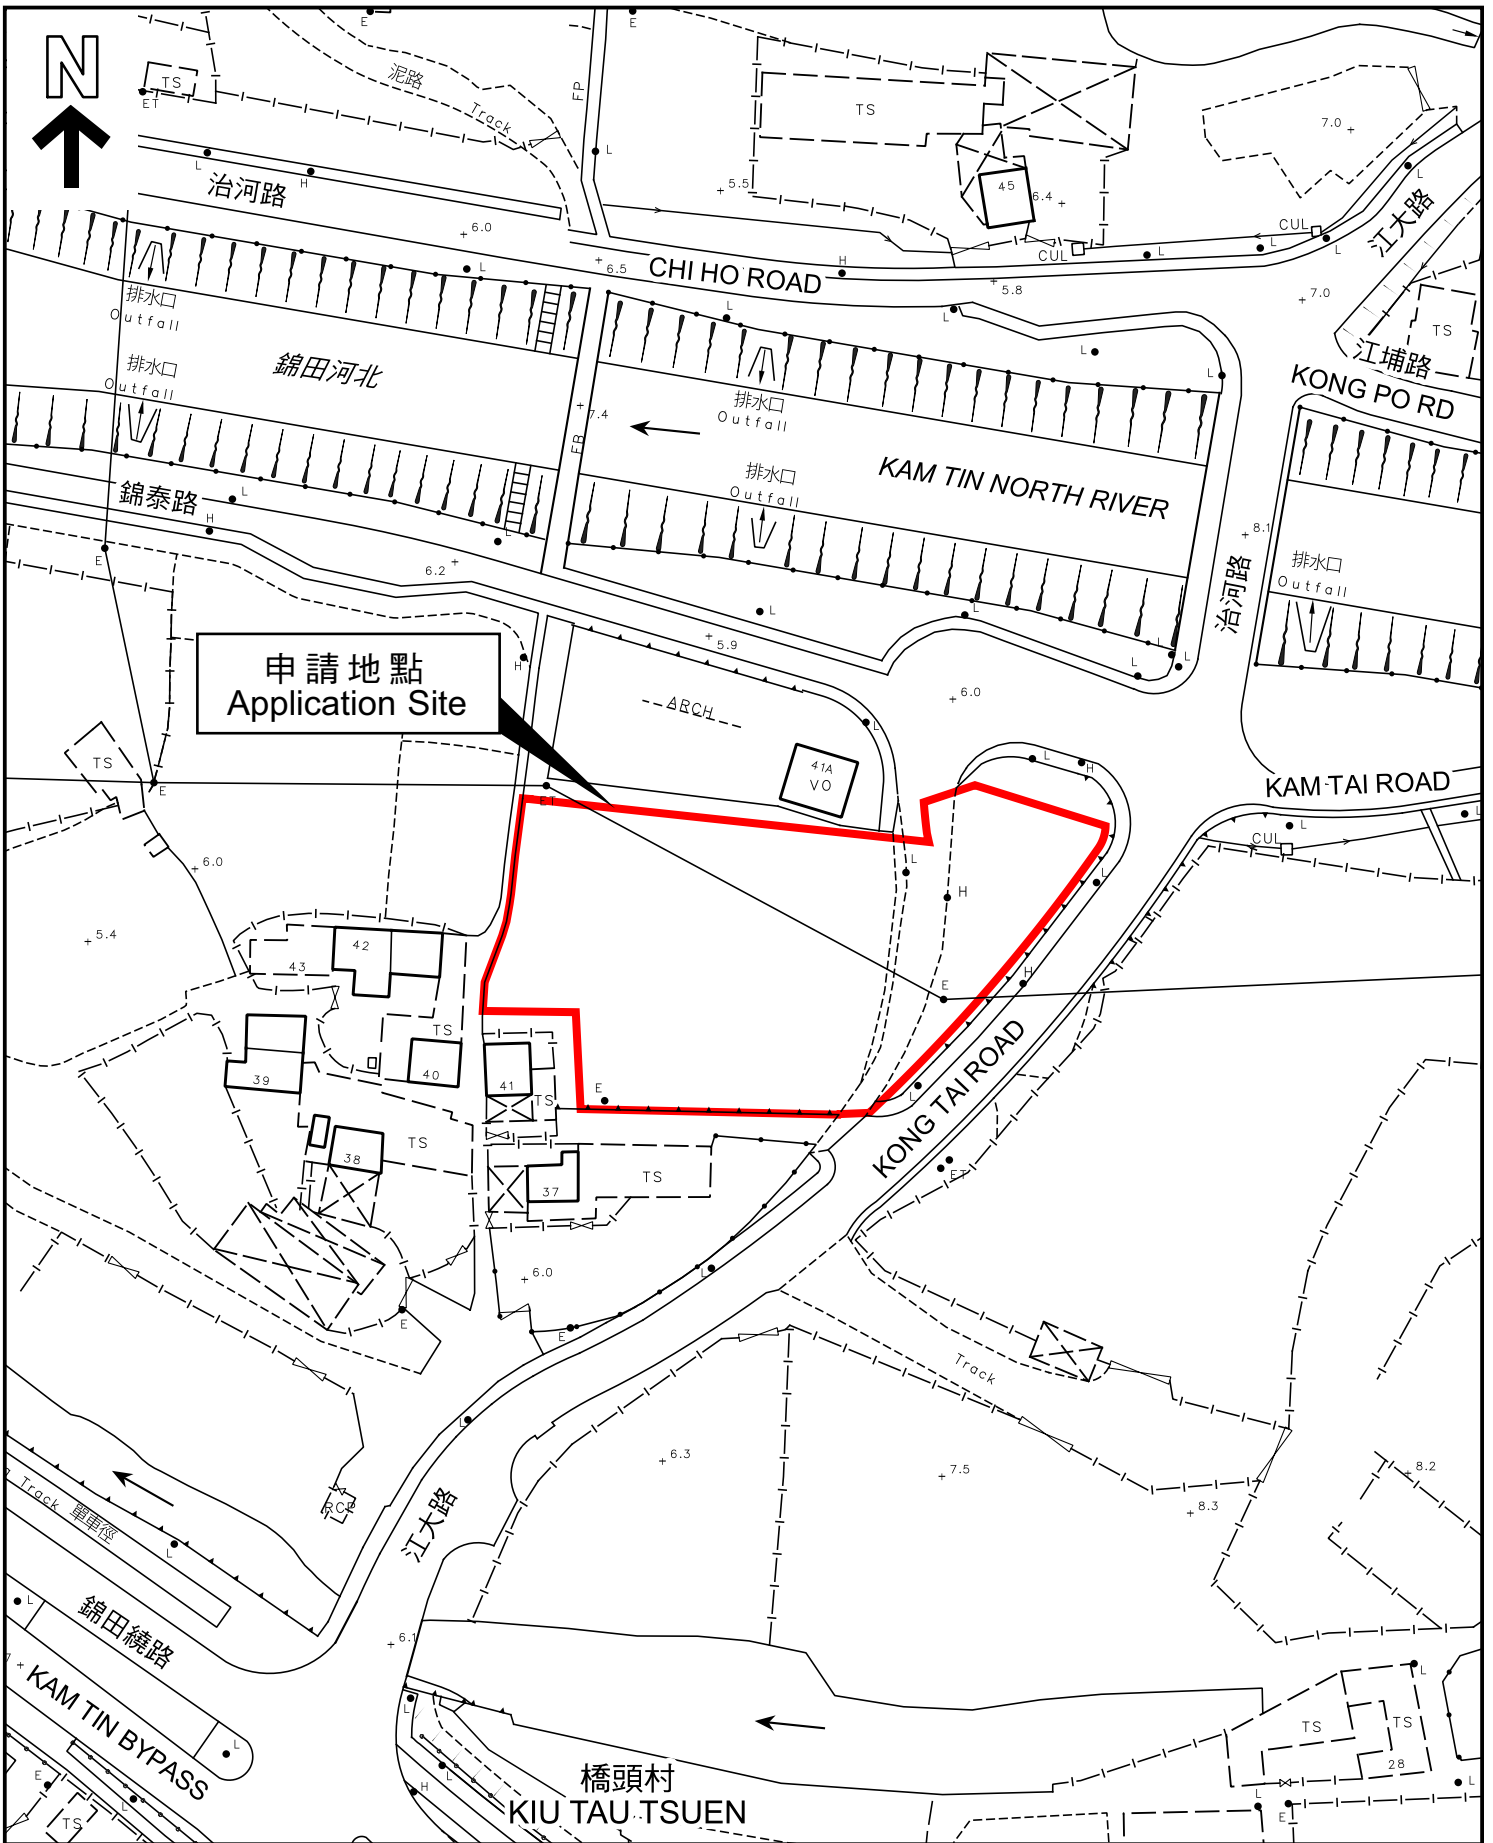 N
E
E
TS
ET
泥路
Track
FP
TS
7.0
L
L
H
L
治河路
5.5
45
6.4
CUL
江大路
L
6.0
6.5
CHI HO ROAD
H
CUL
L
L
L
5.8
7.0
排水口
Outfall
L
L
L
TS
江埔路
錦田河北
排水口
Outfall
L
KONG PO RD
7.4
排水口
Outfall
FB
錦泰路
L
排水口
Outfall
KAM TIN NORTH RIVER
H
L
8.1
E
6.2
排水口
Outfall
治河路
L
L
5.9
申請地點
Application Site
H
L
L
6.0
ARCH
L
TS
41A
VO
L
H
E
KAM TAI ROAD
ET
L
L
CUL
6.0
L
L
H
5.4
42
43
H
E
TS
KONG TAI ROAD
39
40
41
E
L
TS
38
TS
ET
37
TS
6.0
L
E
E
Track
L
6.3
7.5
8.2
Track
單車徑
RCP
8.3
江大路
L
L
錦田繞路
6.1
7
KAM TIN BYPASS
L
L
L
TS
TS
28
E
L
L
H
橋頭村
KIU TAU TSUEN
L
L
E
TS